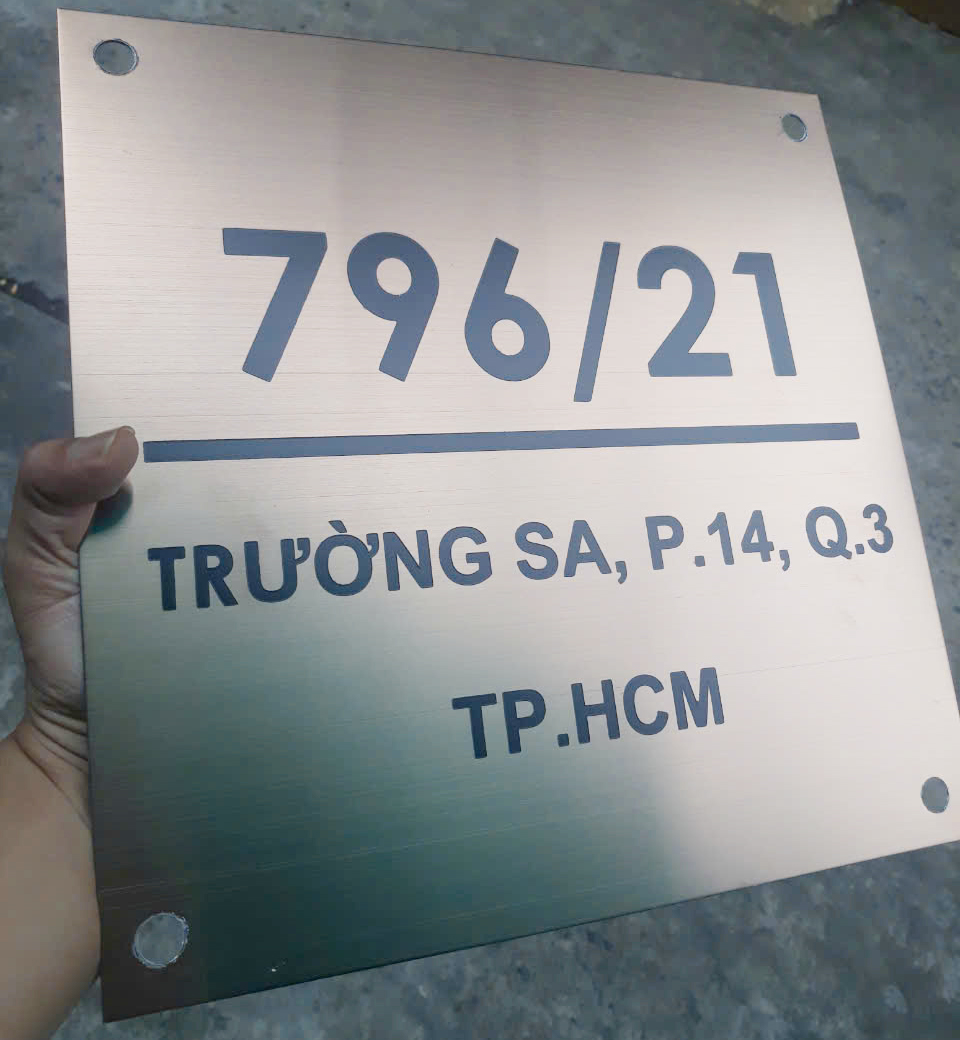 796/21
TRƯỜNG SA, P.14, Q.3
TP.HCM